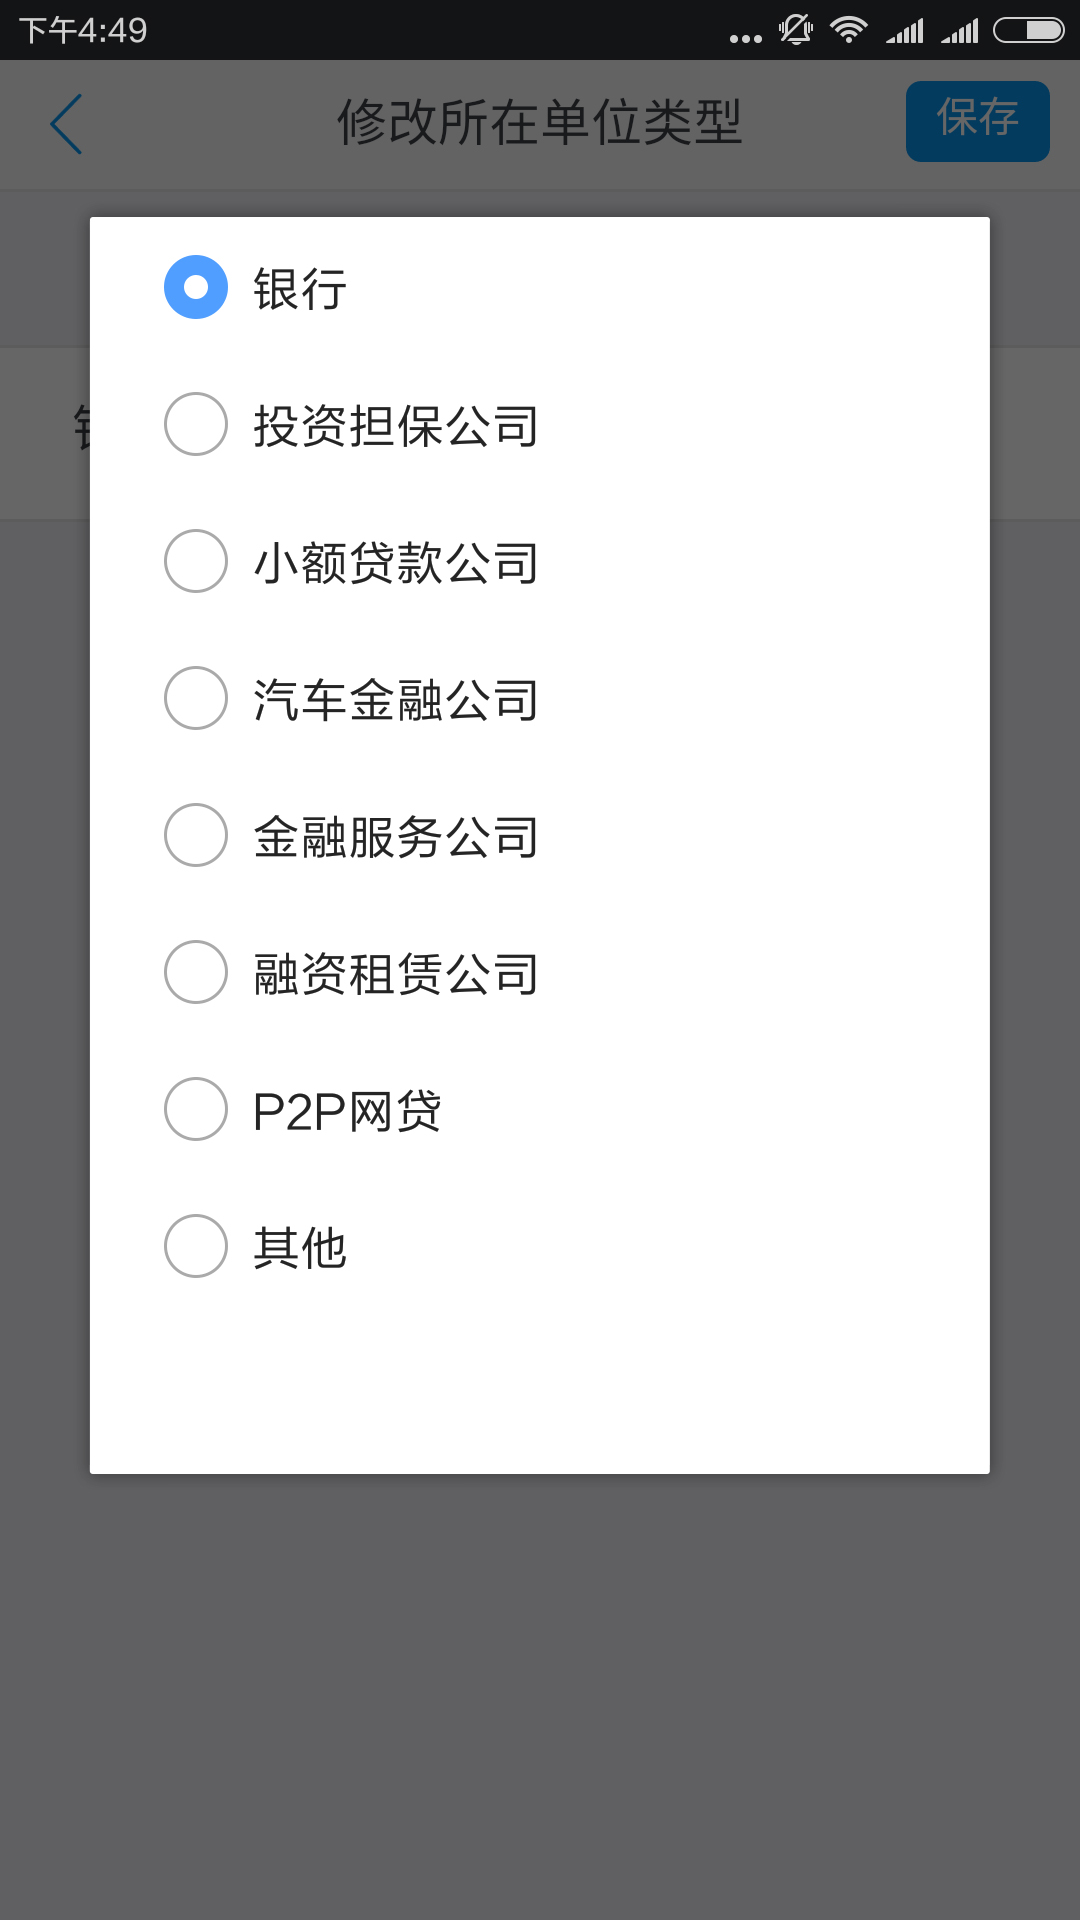 下午4:49
修改所在单位类型
保存
银行
投资担保公司
小额贷款公司
汽车金融公司
金融服务公司
融资租赁公司
P2P网贷
其他